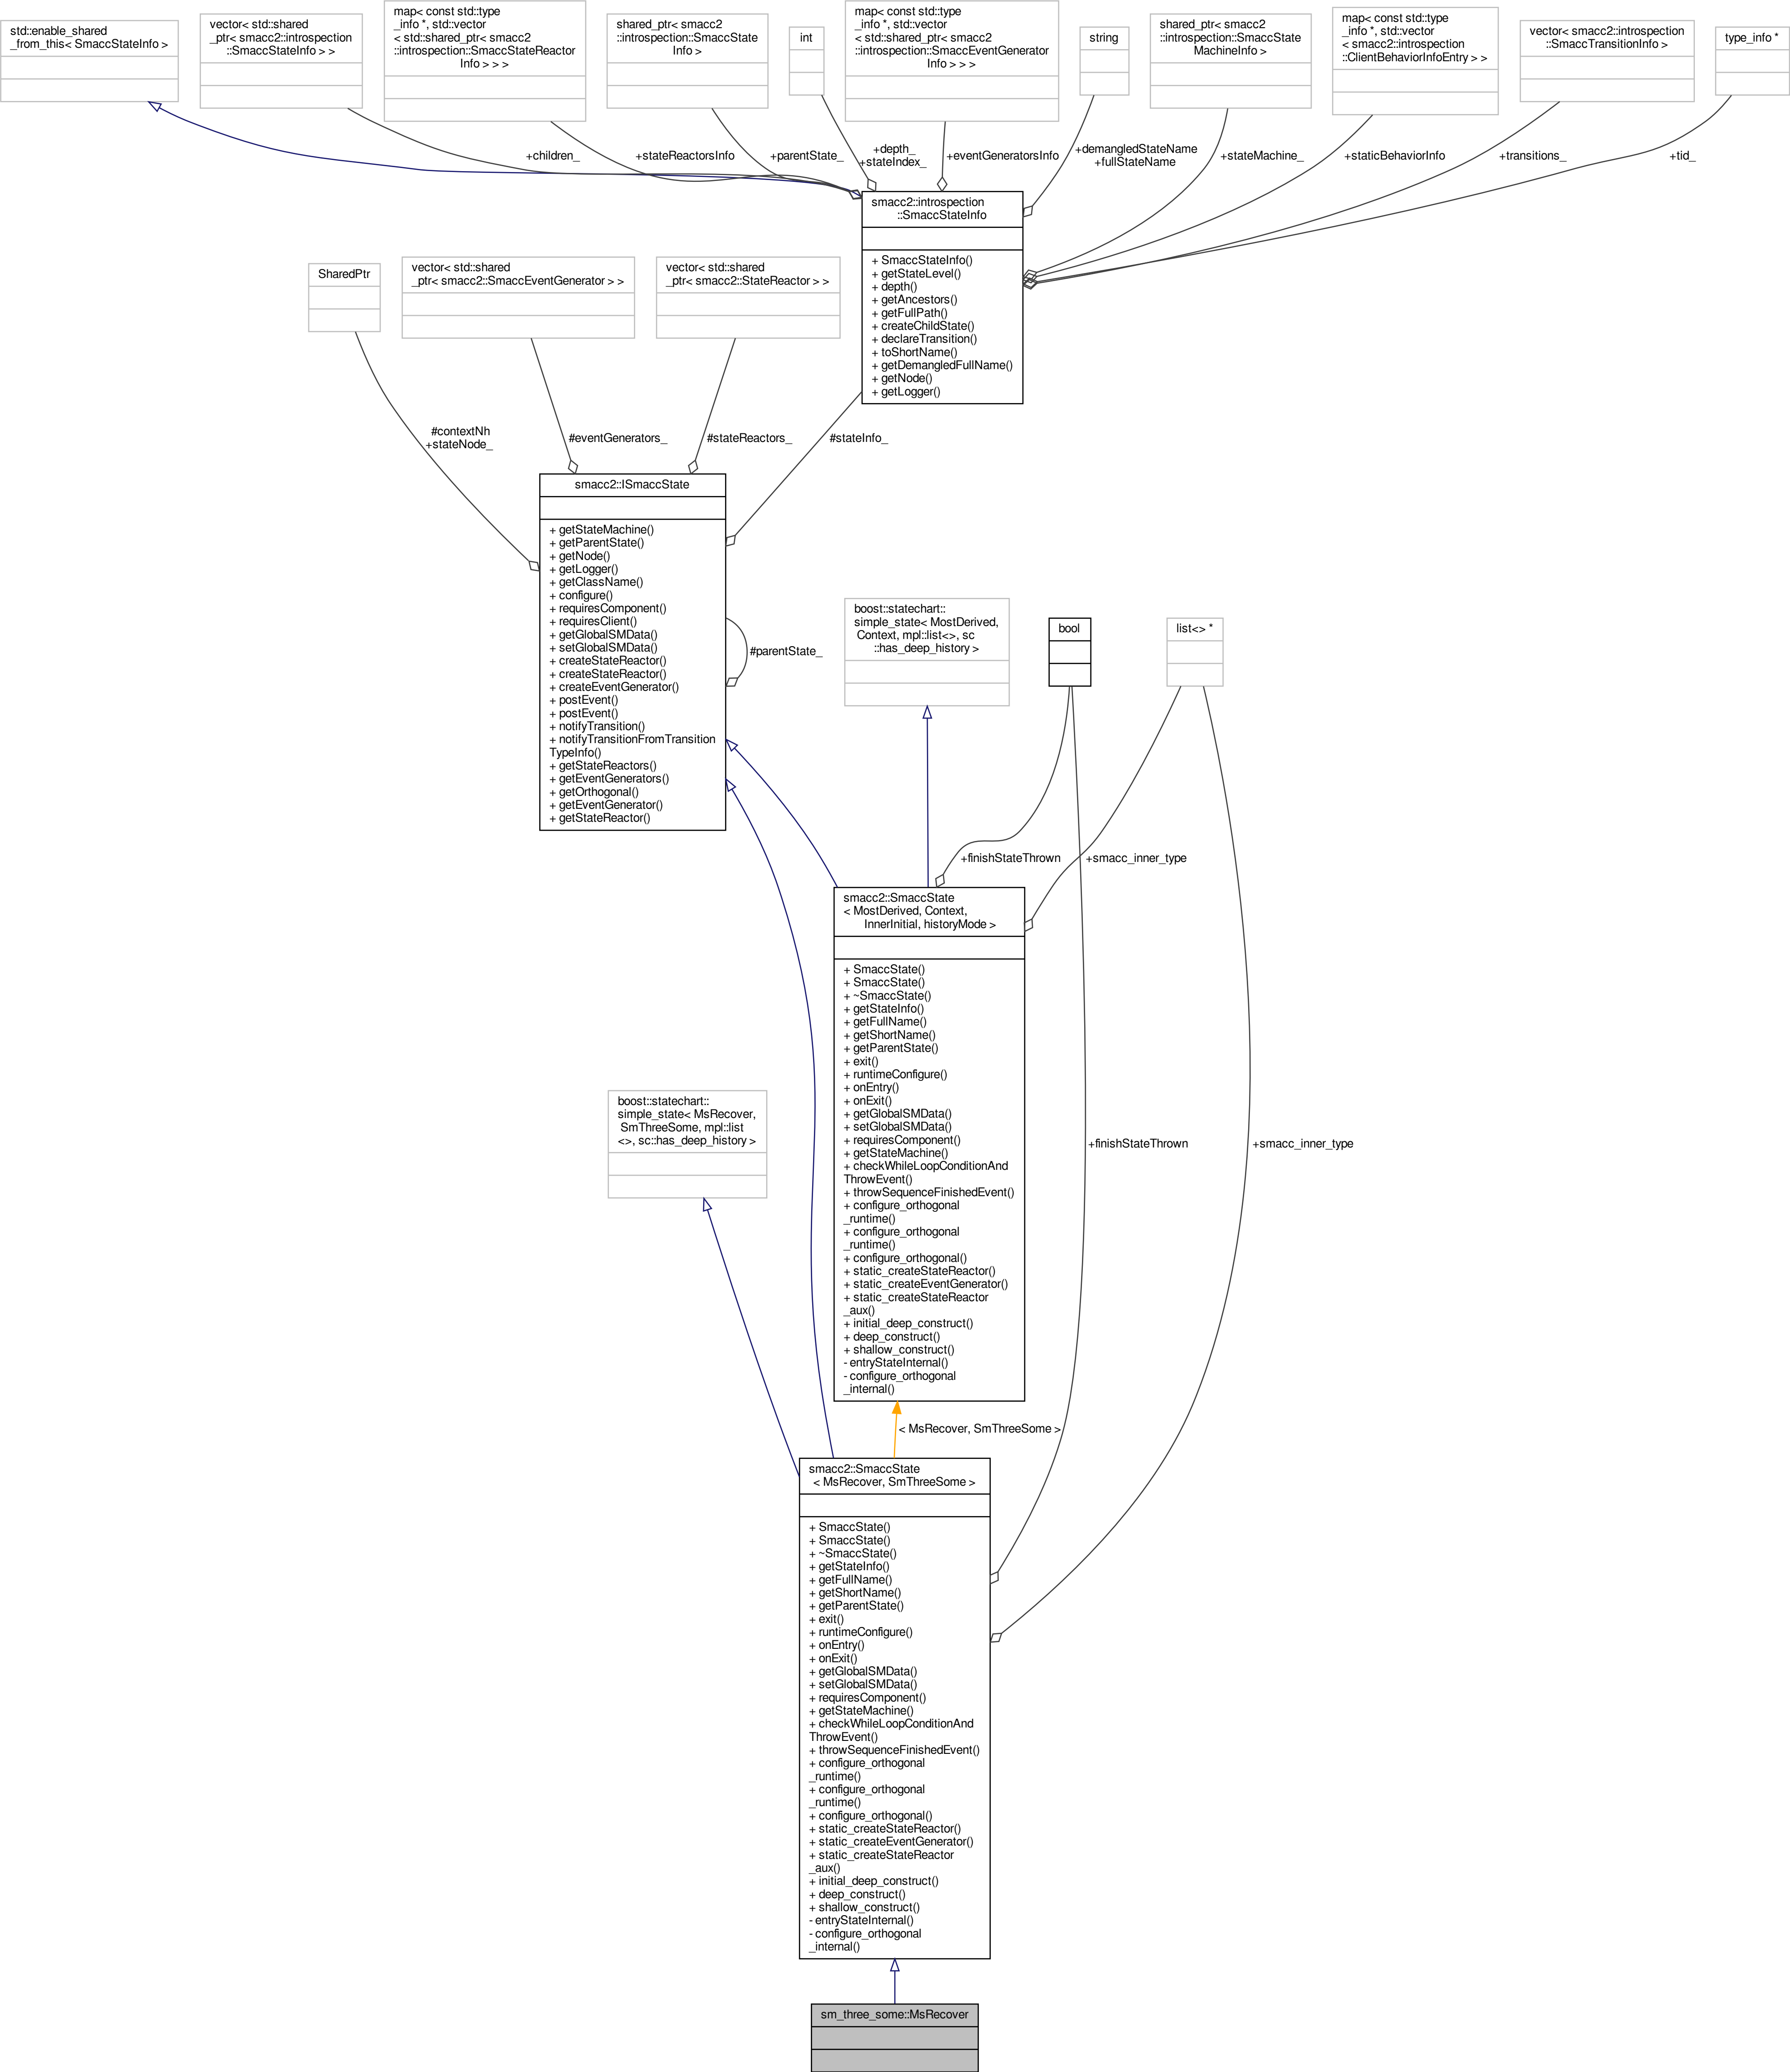 std::enable_shared
_from_this< SmaccStateInfo >
vector< std::shared
_ptr< smacc2::introspection
::SmaccStateInfo > >
map< const std::type
_info *, std::vector
< std::shared_ptr< smacc2
::introspection::SmaccStateReactor
Info > > >
shared_ptr< smacc2
::introspection::SmaccState
Info >
int
map< const std::type
_info *, std::vector
< std::shared_ptr< smacc2
::introspection::SmaccEventGenerator
Info > > >
string
shared_ptr< smacc2
::introspection::SmaccState
MachineInfo >
map< const std::type
_info *, std::vector
< smacc2::introspection
::ClientBehaviorInfoEntry > >
vector< smacc2::introspection
::SmaccTransitionInfo >
type_info *
+children_
+stateReactorsInfo
+parentState_
+depth_
+stateIndex_
+eventGeneratorsInfo
+demangledStateName
+fullStateName
+stateMachine_
+staticBehaviorInfo
+transitions_
+tid_
smacc2::introspection
::SmaccStateInfo
+ SmaccStateInfo()
+ getStateLevel()
+ depth()
+ getAncestors()
+ getFullPath()
+ createChildState()
+ declareTransition()
+ toShortName()
+ getDemangledFullName()
+ getNode()
+ getLogger()
SharedPtr
vector< std::shared
_ptr< smacc2::SmaccEventGenerator > >
vector< std::shared
_ptr< smacc2::StateReactor > >
#contextNh
+stateNode_
#eventGenerators_
#stateReactors_
#stateInfo_
smacc2::ISmaccState
+ getStateMachine()
+ getParentState()
+ getNode()
+ getLogger()
+ getClassName()
+ configure()
+ requiresComponent()
+ requiresClient()
+ getGlobalSMData()
+ setGlobalSMData()
+ createStateReactor()
+ createStateReactor()
+ createEventGenerator()
+ postEvent()
+ postEvent()
+ notifyTransition()
+ notifyTransitionFromTransition
TypeInfo()
+ getStateReactors()
+ getEventGenerators()
+ getOrthogonal()
+ getEventGenerator()
+ getStateReactor()
#parentState_
boost::statechart::
simple_state< MostDerived,
Context, mpl::list<>, sc
::has_deep_history >
bool
list<> *
+finishStateThrown
+smacc_inner_type
smacc2::SmaccState
< MostDerived, Context,
InnerInitial, historyMode >
+ SmaccState()
+ SmaccState()
+ ~SmaccState()
+ getStateInfo()
+ getFullName()
+ getShortName()
+ getParentState()
+ exit()
+ runtimeConfigure()
+ onEntry()
+ onExit()
+ getGlobalSMData()
+ setGlobalSMData()
+ requiresComponent()
+ getStateMachine()
+ checkWhileLoopConditionAnd
ThrowEvent()
+ throwSequenceFinishedEvent()
+ configure_orthogonal
_runtime()
+ configure_orthogonal
_runtime()
+ configure_orthogonal()
+ static_createStateReactor()
+ static_createEventGenerator()
+ static_createStateReactor
_aux()
+ initial_deep_construct()
+ deep_construct()
+ shallow_construct()
- entryStateInternal()
- configure_orthogonal
_internal()
boost::statechart::
simple_state< MsRecover,
SmThreeSome, mpl::list
<>, sc::has_deep_history >
+finishStateThrown
+smacc_inner_type
< MsRecover, SmThreeSome >
smacc2::SmaccState
< MsRecover, SmThreeSome >
+ SmaccState()
+ SmaccState()
+ ~SmaccState()
+ getStateInfo()
+ getFullName()
+ getShortName()
+ getParentState()
+ exit()
+ runtimeConfigure()
+ onEntry()
+ onExit()
+ getGlobalSMData()
+ setGlobalSMData()
+ requiresComponent()
+ getStateMachine()
+ checkWhileLoopConditionAnd
ThrowEvent()
+ throwSequenceFinishedEvent()
+ configure_orthogonal
_runtime()
+ configure_orthogonal
_runtime()
+ configure_orthogonal()
+ static_createStateReactor()
+ static_createEventGenerator()
+ static_createStateReactor
_aux()
+ initial_deep_construct()
+ deep_construct()
+ shallow_construct()
- entryStateInternal()
- configure_orthogonal
_internal()
sm_three_some::MsRecover